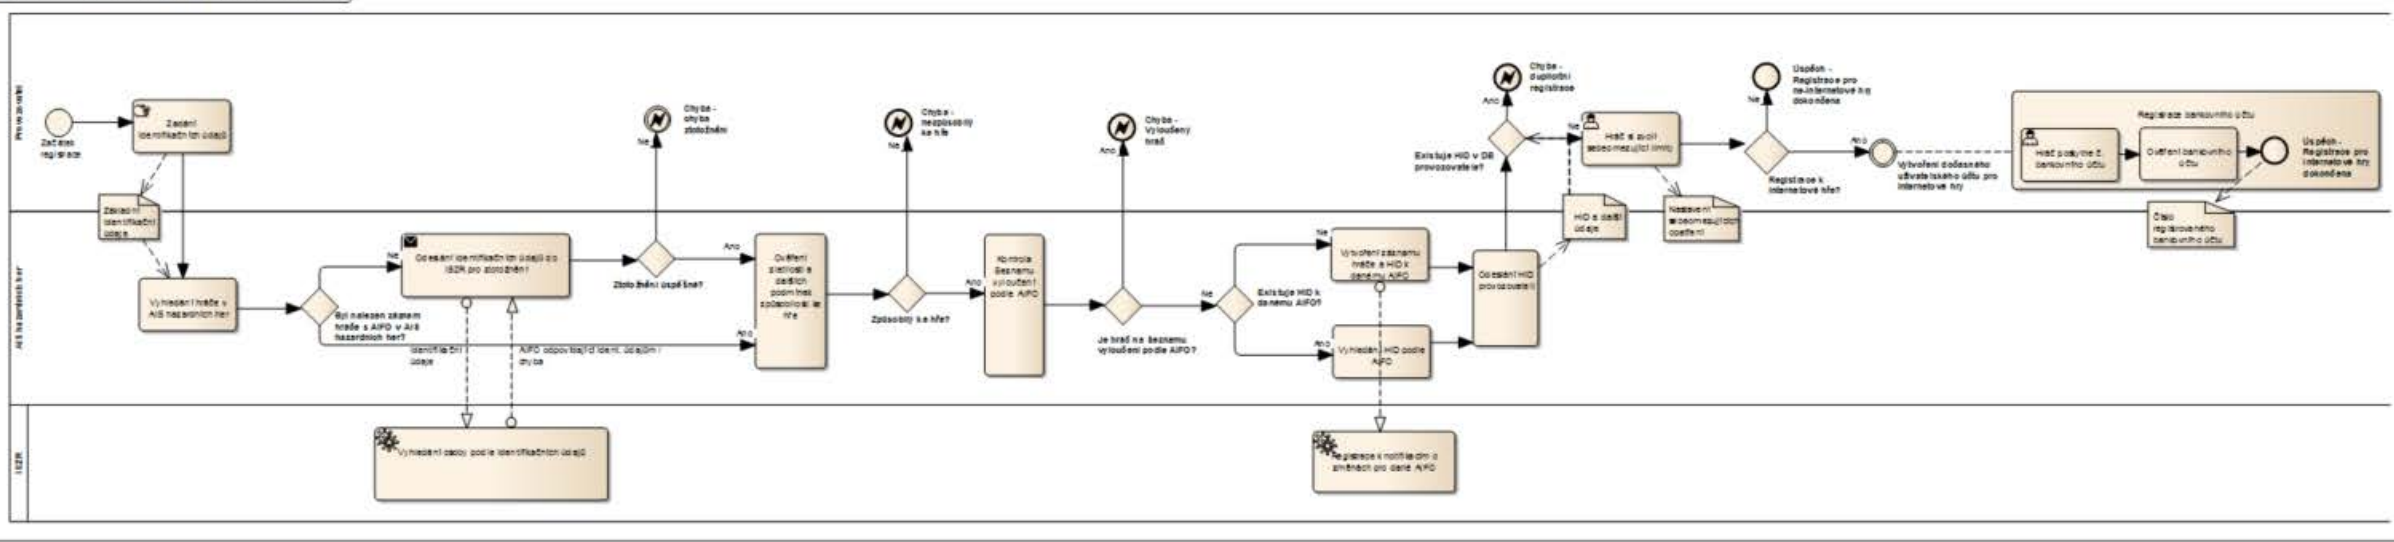 Provozovatel
Začátek
registrace
Zadání
identifikačních údajů
Základní
identifikační
údaje
Chyba -
chyba
ztotožnění
Ne
Chyba -
nezpůsobilý
ke hře
Ne
Chyba -
Vyloučený
hráč
Ano
Chyba -
duplicitní
registrace
Ano
Existuje HID v DB
provozovatele?
Ne
Hráč si zvolí
sebeomezující limity
HID a další
údaje
Nastavení
sebeomezujících
opatření
Úspěch -
Registrace pro
ne-internetové hry
dokončena
Ne
Registrace k
internetové hře?
Ano
Vytvoření dočasného
uživatelského účtu pro
internetové hry
Registrace bankovního účtu
Hráč poskytne č.
bankovního účtu
Ověření bankovního
účtu
Úspěch -
Registrace pro
internetové hry
dokončena
Číslo
registrovaného
bankovního účtu
AIS hazardních her
Vyhledání hráče v
AIS hazardních her
Ne
Byl nalezen záznam
hráče s AIFO v AIS
hazardních her?
Odeslání identifikačních údajů do
ISZR pro ztotožnění
Identifikační
údaje
AIFO odpovídající ident. údajům /
chyba
Ztotožnění úspěšné?
Ano
Ano
Ověření
zletilosti a
dalších
podmínek
způsobilosti ke
hře
Způsobilý ke hře?
Ano
Kontrola
Seznamu
vyloučení
podle AIFO
Je hráč na Seznamu
vyloučení podle AIFO?
Ne
Existuje HID k
danému AIFO?
Ne
Vytvoření záznamu
hráče a HID k
danému AIFO
Ano
Vyhledání HID podle
AIFO
Odeslání HID
provozovateli
ISZR
Vyhledání osoby podle identifikačních údajů
Registrace k notifikacím o
změnách pro dané AIFO